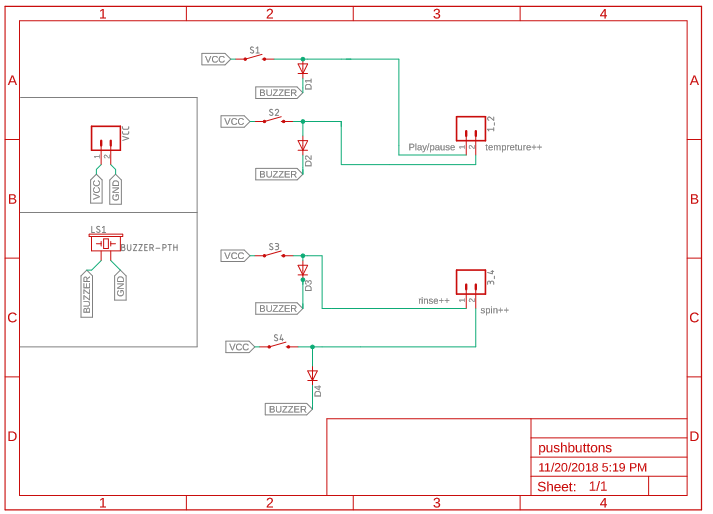 1 2 3 4
A A
S1
VCC
D1
BUZZER
S2
VCC
VCC
1_2
1 2
Play/pause 1 2 tempreture++
D2
BUZZER
VCC GND
B B
LS1
BUZZER-PTH
S3
VCC
D3
BUZZER GND
3_4
rinse++ 1 2 spin++
BUZZER
C C
S4
VCC
D4
BUZZER
D D
pushbuttons
11/20/2018 5:19 PM
Sheet: 1/1
1 2 3 4